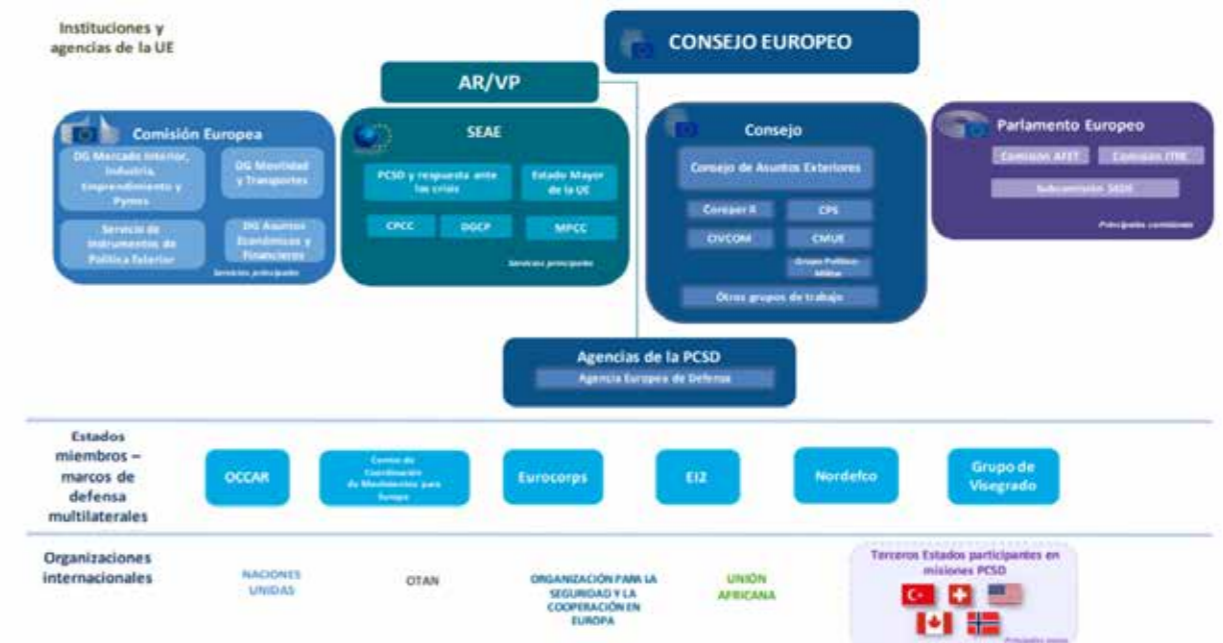 Instituciones y
agencias de la UE
CONSEJO EUROPEO
AR/VP
Comisión Europea
DG Mercado Interior,
Industria,
Emprendimiento y
Pymes
DG Movilidad
y Transportes
Servicio de
Instrumentos de
Política Exterior
DG Asuntos
Económicos y
Financieros
Servicios principales
SEAE
PCSD y respuesta ante
las crisis
Estado Mayor
de la UE
CPCC
DGCP
MPCC
Servicios principales
Consejo
Consejo de Asuntos Exteriores
Coreper II
CPS
CIVCOM
CMUE
Grupo Político-
Militar
Otros grupos de trabajo
Parlamento Europeo
Comisión AFET
Comisión ITRE
Subcomisión SEDE
Principales comisiones
Agencias de la PCSD
Agencia Europea de Defensa
Estados
miembros –
marcos de
defensa
multilaterales
OCCAR
Centro de
Coordinación
de Movimientos para
Europa
Eurocorps
EI2
Nordefco
Grupo de
Visegrado
Organizaciones
internacionales
NACIONES
UNIDAS
OTAN
ORGANIZACIÓN PARA LA
SEGURIDAD Y LA
COOPERACIÓN EN
EUROPA
UNIÓN
AFRICANA
Terceros Estados participantes en
misiones PCSD
Principales